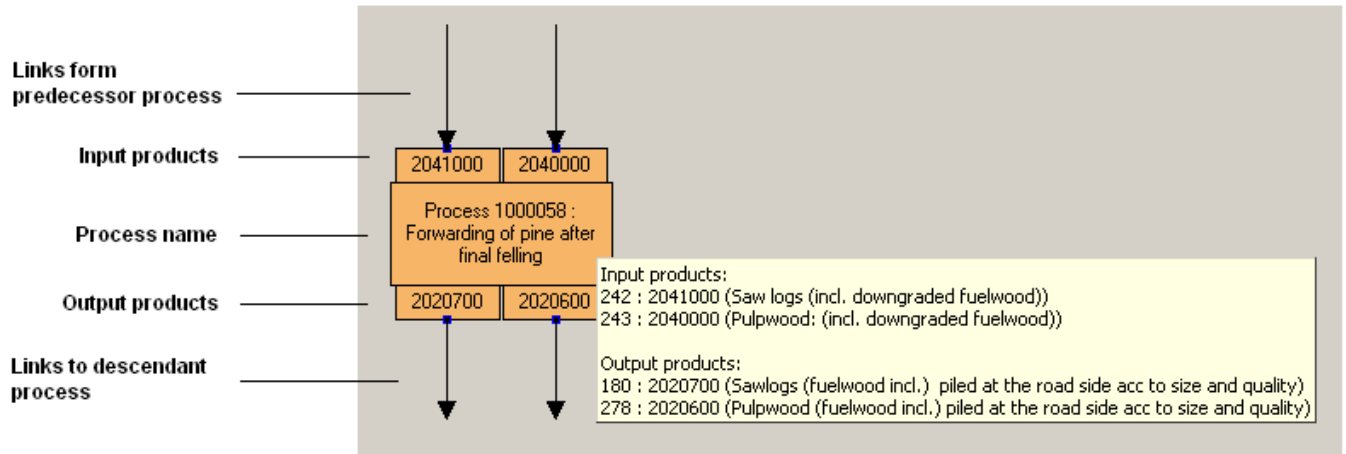 Links form
predecessor process
Input products
2041000 2040000
Process name
Process 1000058 :
Forwarding of pine after
final felling
Output products
2020700 2020600
Links to descendant
process
Input products:
242 : 2041000 (Saw logs (incl. downgraded fuelwood))
243 : 2040000 (Pulpwood: (incl. downgraded fuelwood))
Output products:
180 : 2020700 (Sawlogs (fuelwood incl.)  piled at the road side acc to size and quality)
278 : 2020600 (Pulpwood (fuelwood incl.) piled at the road side acc to size and quality)